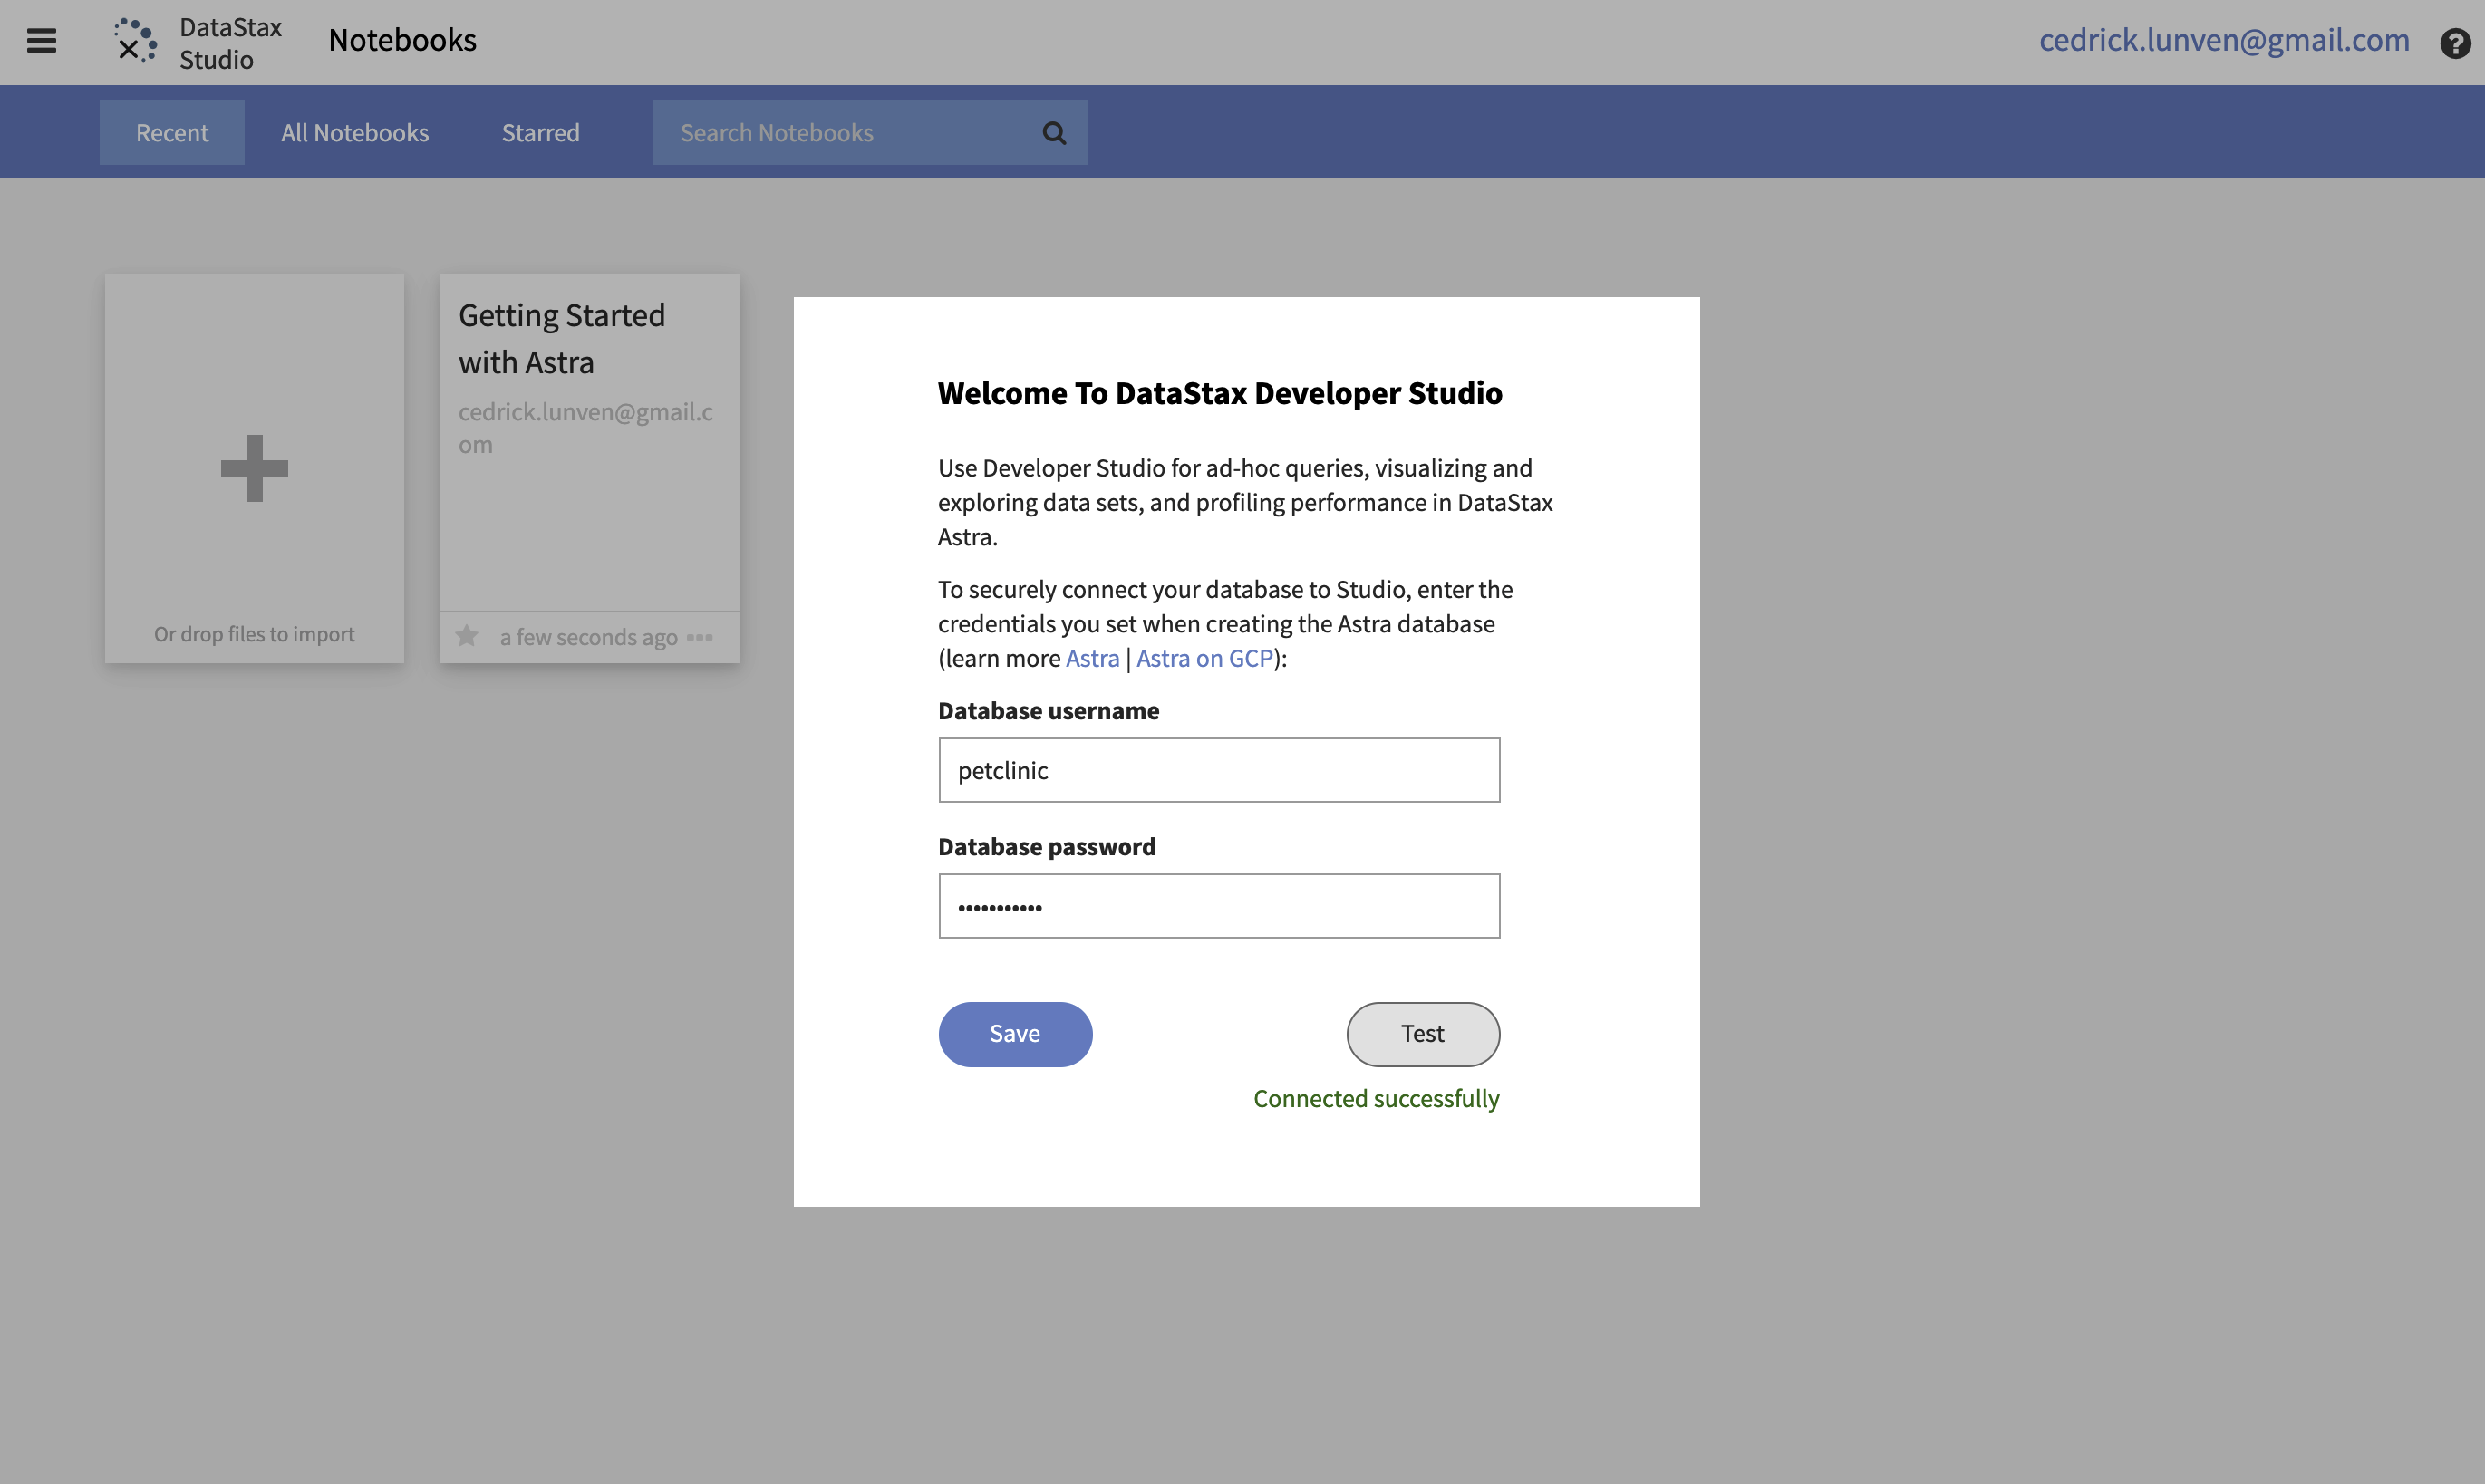 DataStax
Studio
Notebooks
cedrick.lunven@gmail.com
Recent
All Notebooks
Starred
Search Notebooks
Or drop files to import
Getting Started
with Astra
cedrick.lunven@gmail.c
om
a few seconds ago
Welcome To DataStax Developer Studio
Use Developer Studio for ad-hoc queries, visualizing and
exploring data sets, and profiling performance in DataStax
Astra.
To securely connect your database to Studio, enter the
credentials you set when creating the Astra database
(learn more Astra | Astra on GCP):
Database username
petclinic
Database password
•••••••••••
Save
Test
Connected successfully